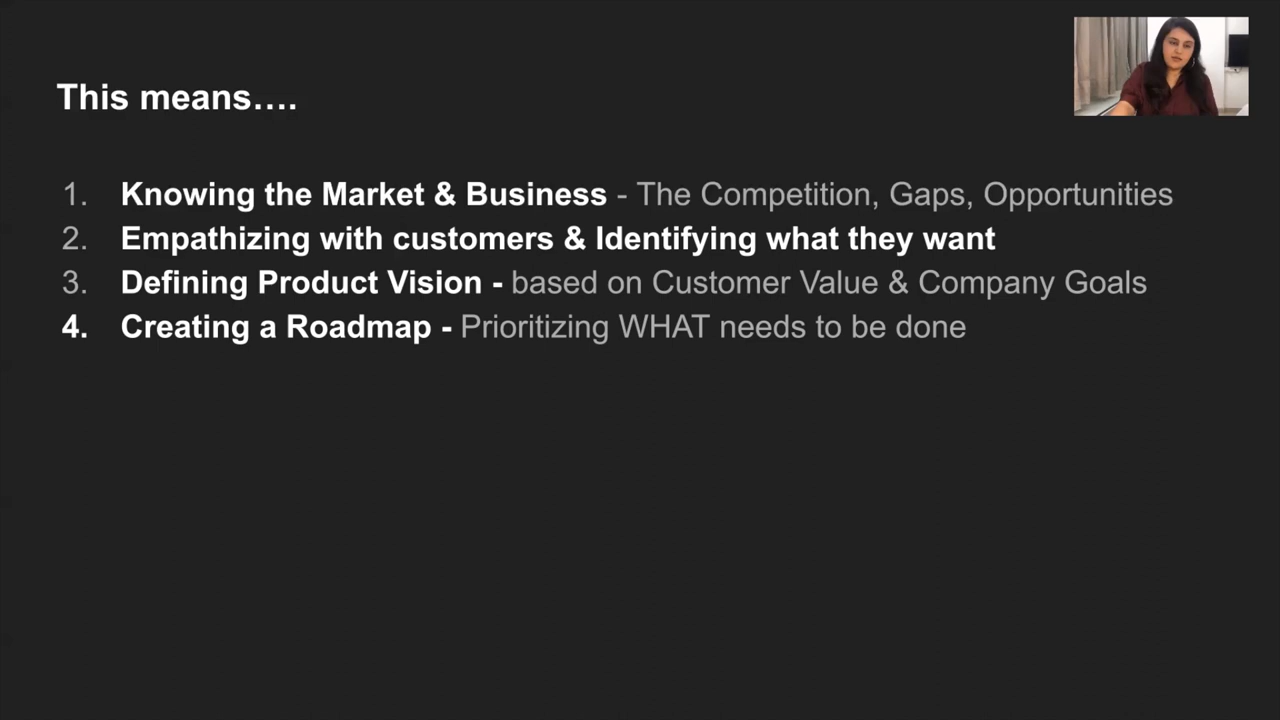 This means....
1. Knowing the Market & Business - The Competition, Gaps, Opportunities
2. Empathizing with customers & Identifying what they want
3. Defining Product Vision - based on Customer Value & Company Goals
4. Creating a Roadmap - Prioritizing WHAT needs to be done